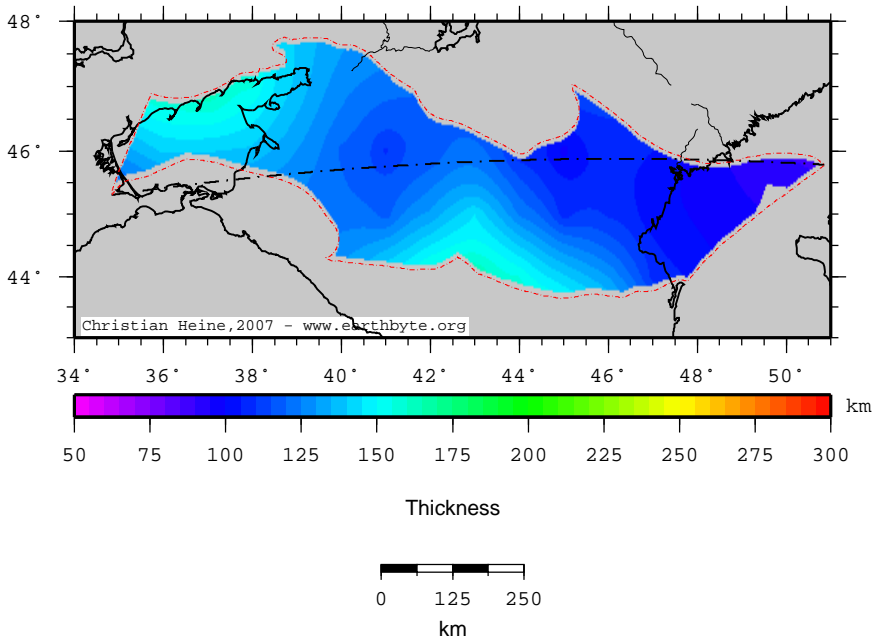 48°
46°
44°
Christian Heine,2007 - www.earthbyte.org
34° 36° 38° 40° 42° 44° 46° 48° 50°
km
50 75 100 125 150 175 200 225 250 275 300
Thickness
0 125 250
km